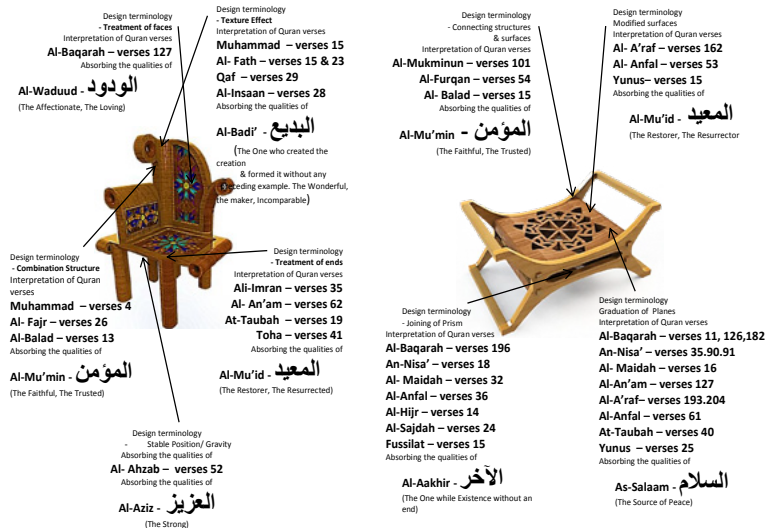 Design terminology
- Treatment of faces
Interpretation of Quran verses
Al-Baqarah – verses 127
Absorbing the qualities of
Al-Waduud - الودود
(The Affectionate, The Loving)
Design terminology
- Texture Effect
Interpretation of Quran verses
Muhammad – verses 15
Al- Fath – verses 15 & 23
Qaf – verses 29
Al-Insaan – verses 28
Absorbing the qualities of
Al-Badi' - البديع
(The One who created the
creation
& formed it without any
preceding example. The Wonderful,
the maker, Incomparable)
Design terminology
- Combination Structure
Interpretation of Quran
verses
Muhammad – verses 4
Al- Fajr – verses 26
Al-Balad – verses 13
Absorbing the qualities of
Al-Mu'min - المؤمن
(The Faithful, The Trusted)
Design terminology
- Treatment of ends
Interpretation of Quran verses
Ali-Imran – verses 35
Al- An'am – verses 62
At-Taubah – verses 19
Toha – verses 41
Absorbing the qualities of
Al-Mu'id - المعيد
(The Restorer, The Resurrected)
Design terminology
- Stable Position/ Gravity
Absorbing the qualities of
Al- Ahzab – verses 52
Absorbing the qualities of
Al-Aziz - العزيز
(The Strong)
Design terminology
- Connecting structures
& surfaces
Interpretation of Quran verses
Al-Mukminun – verses 101
Al-Furqan – verses 54
Al- Balad – verses 15
Absorbing the qualities of
Al-Mu'min - المؤمن
(The Faithful, The Trusted)
Design terminology
Modified surfaces
Interpretation of Quran verses
Al- A'raf – verses 162
Al- Anfal – verses 53
Yunus– verses 15
Absorbing the qualities of
Al-Mu'id - المعيد
(The Restorer, The Resurrector
Design terminology
- Joining of Prism
Interpretation of Quran verses
Al-Baqarah – verses 196
An-Nisa' – verses 18
Al- Maidah – verses 32
Al-Anfal – verses 36
Al-Hijr – verses 14
Al-Sajdah – verses 24
Fussilat – verses 15
Absorbing the qualities of
Al-Aakhir - الآخر
(The One while Existence without an
end)
Design terminology
Graduation of Planes
Interpretation of Quran verses
Al-Baqarah – verses 11, 126,182
An-Nisa' – verses 35.90.91
Al- Maidah – verses 16
Al-An'am – verses 127
Al-A'raf– verses 193.204
Al-Anfal – verses 61
At-Taubah – verses 40
Yunus – verses 25
Absorbing the qualities of
As-Salaam - السلام
(The Source of Peace)